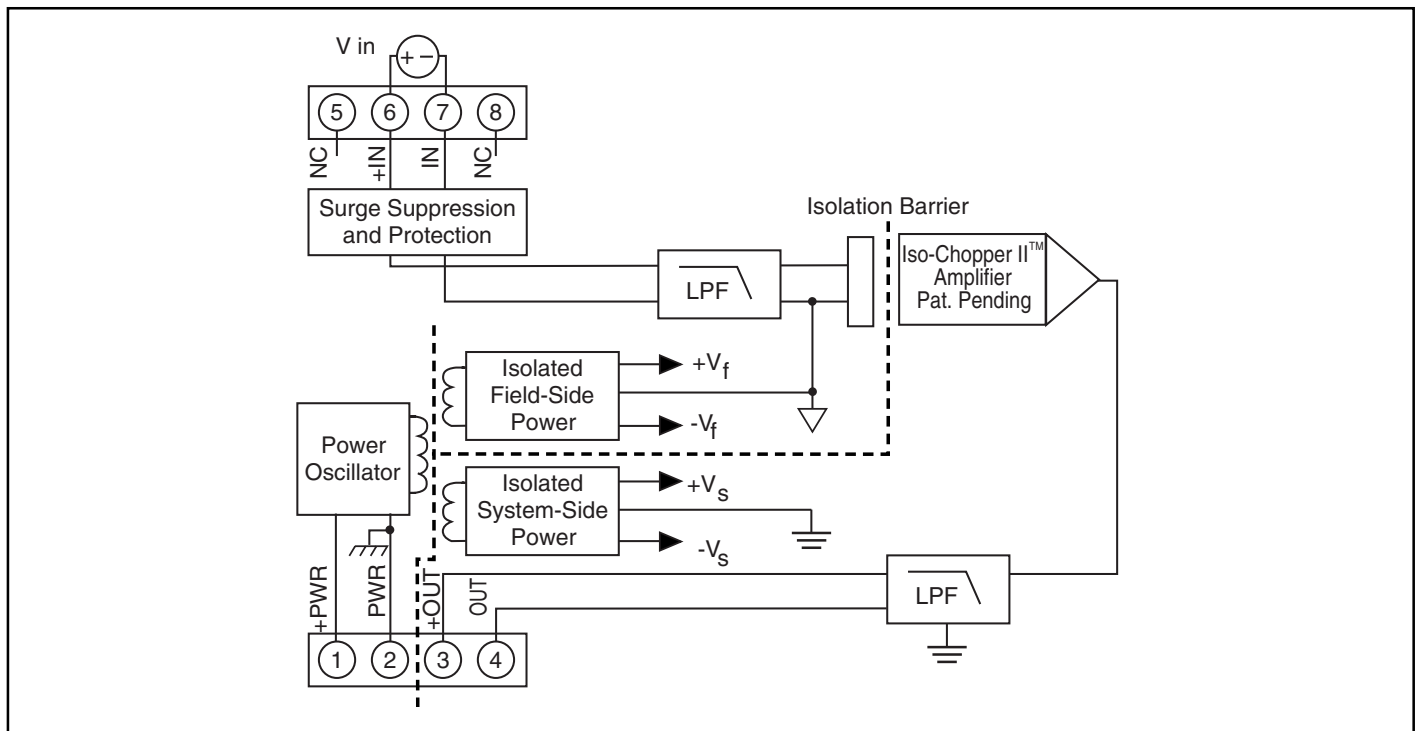 V in
+ −
5 6 7 8
NC +IN IN NC
Surge Suppression
and Protection
Isolation Barrier
LPF
Iso-Chopper II™
Amplifier
Pat. Pending
Isolated
Field-Side
Power
+Vf
-Vf
Power
Oscillator
Isolated
System-Side
Power
+Vs
-Vs
LPF
+PWR PWR +OUT OUT
1 2 3 4